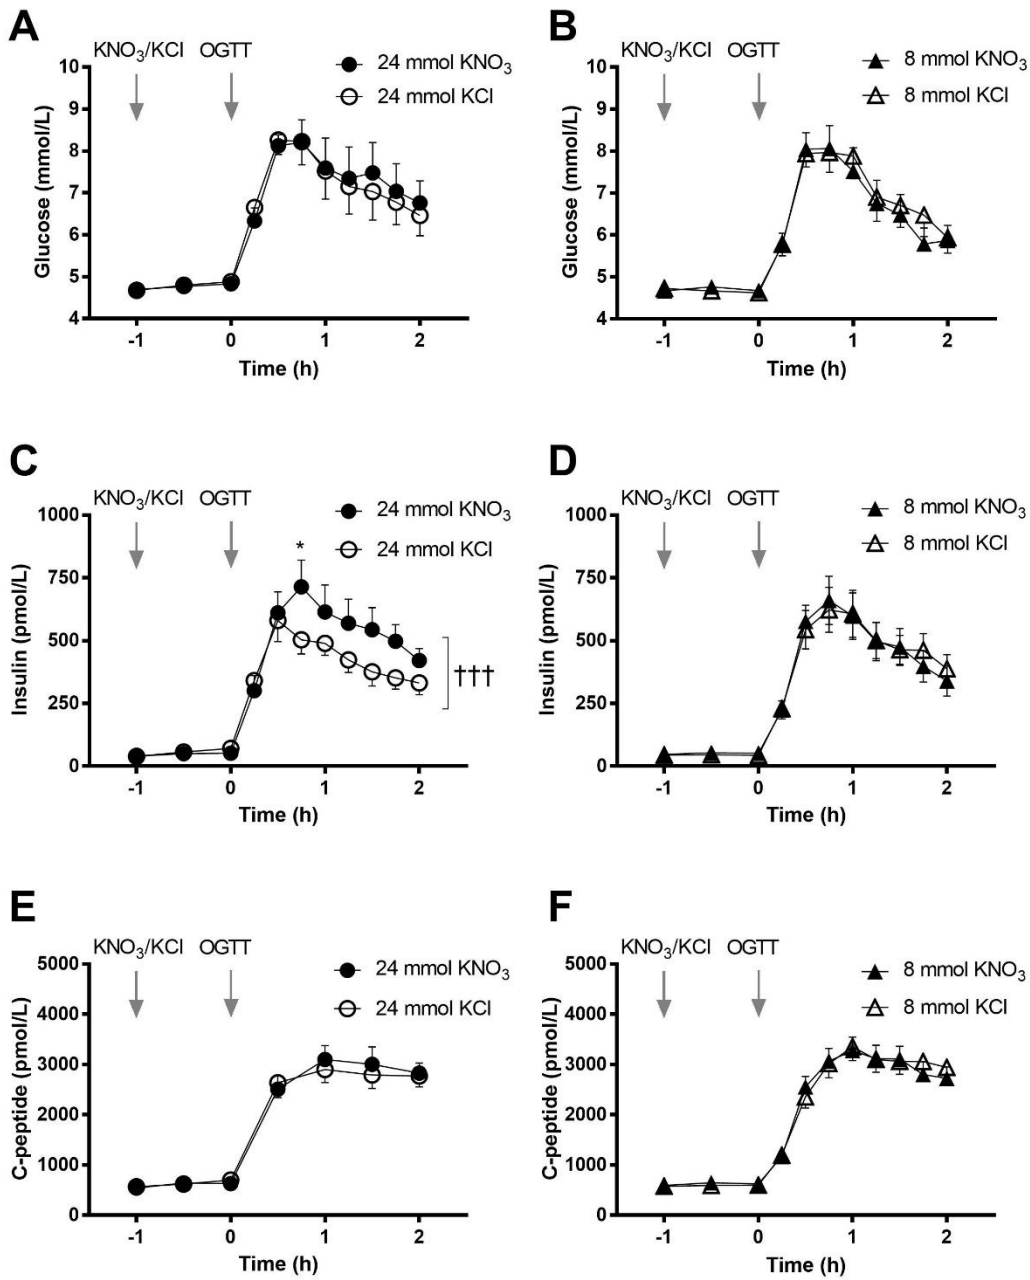 A
KNO₃/KCl OGTT
24 mmol KNO₃
24 mmol KCl
Glucose (mmol/L)
10
9
8
7
6
5
4
-1 0 1 2
Time (h)
B
KNO₃/KCl OGTT
8 mmol KNO₃
8 mmol KCl
Glucose (mmol/L)
10
9
8
7
6
5
4
-1 0 1 2
Time (h)
C
KNO₃/KCl OGTT
24 mmol KNO₃
24 mmol KCl
Insulin (pmol/L)
1000
750
500
250
0
*
†††
-1 0 1 2
Time (h)
D
KNO₃/KCl OGTT
8 mmol KNO₃
8 mmol KCl
Insulin (pmol/L)
1000
750
500
250
0
-1 0 1 2
Time (h)
E
KNO₃/KCl OGTT
24 mmol KNO₃
24 mmol KCl
C-peptide (pmol/L)
5000
4000
3000
2000
1000
0
-1 0 1 2
Time (h)
F
KNO₃/KCl OGTT
8 mmol KNO₃
8 mmol KCl
C-peptide (pmol/L)
5000
4000
3000
2000
1000
0
-1 0 1 2
Time (h)